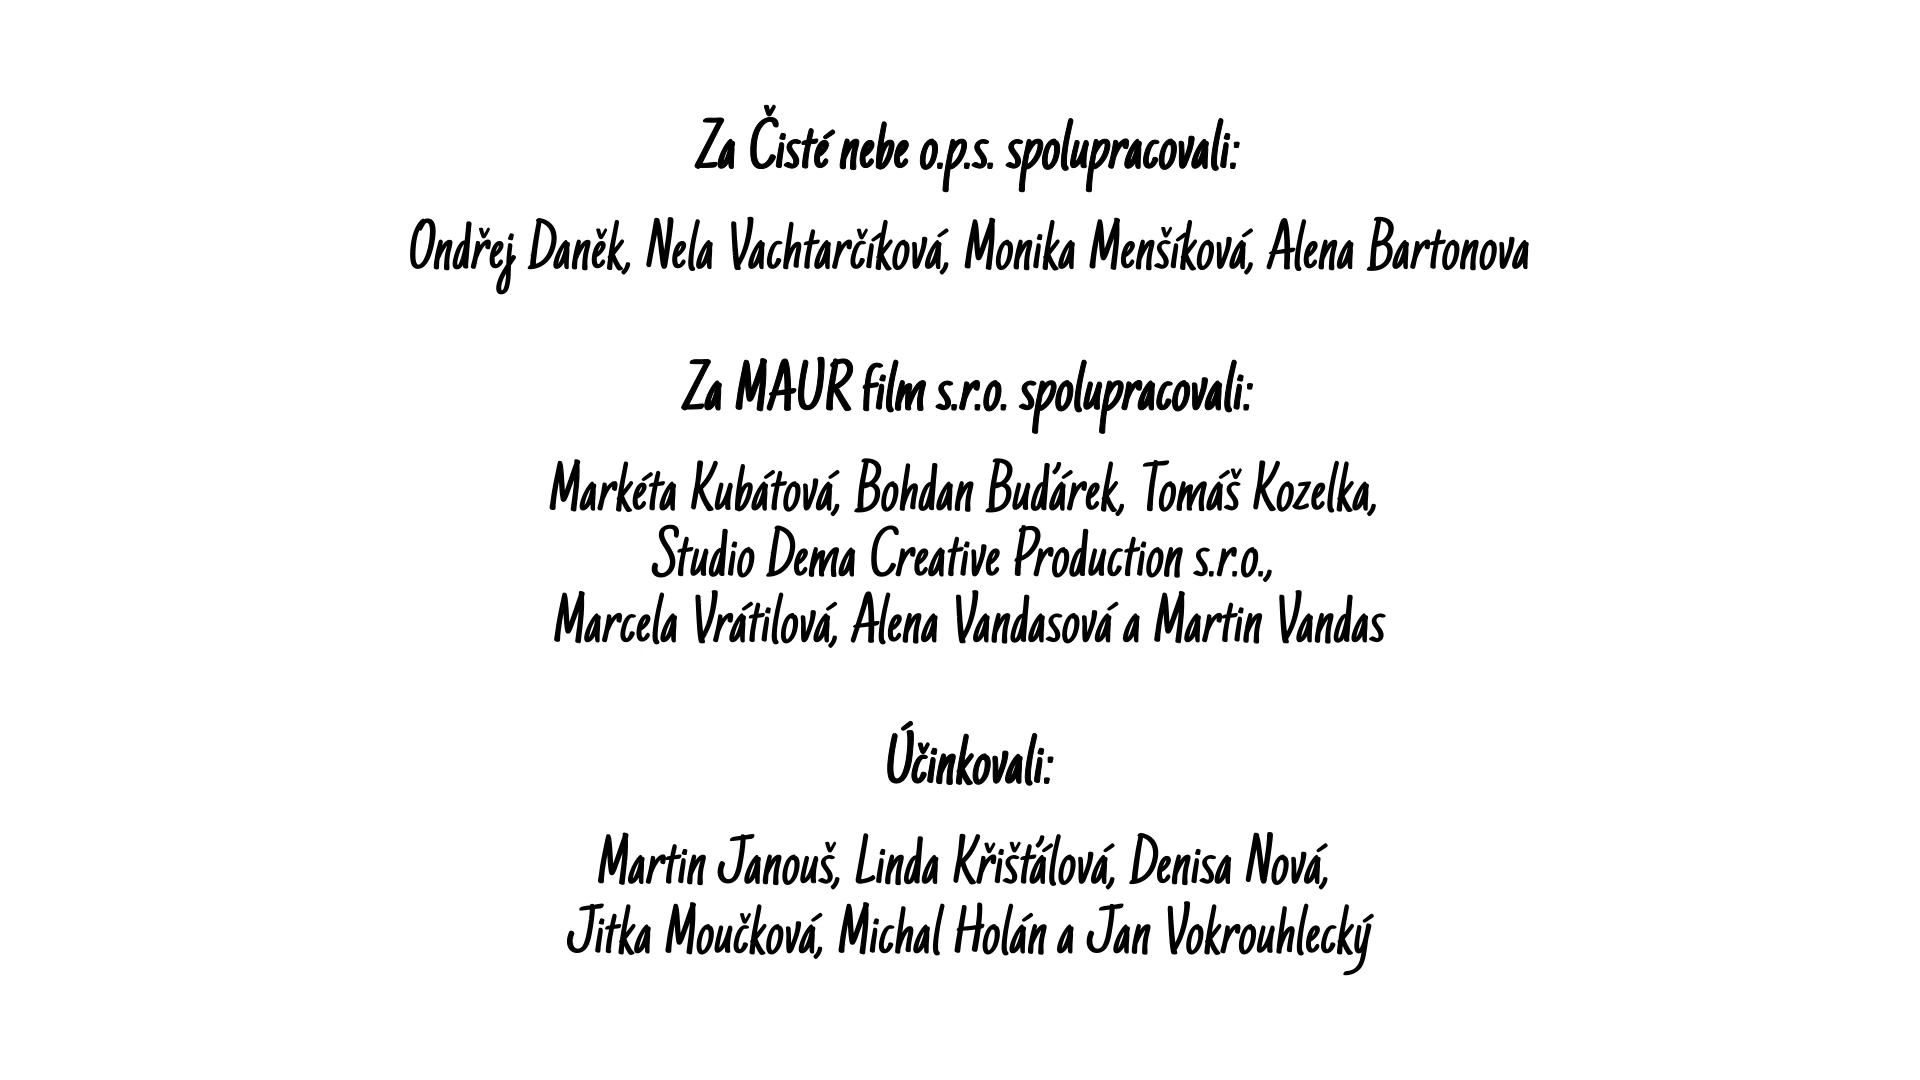 Za Čisté nebe o.p.s. spolupracovali:
Ondřej Daněk, Nela Vachtarčíková, Monika Menšíková, Alena Bartonova
Za MAUR film s.r.o. spolupracovali:
Markéta Kubátová, Bohdan Buďárek, Tomáš Kozelka,
Studio Dema Creative Production s.r.o.,
Marcela Vrátilová, Alena Vandasová a Martin Vandas
Účinkovali:
Martin Janouš, Linda Křišťálová, Denisa Nová,
Jitka Moučková, Michal Holán a Jan Vokrouhlecký